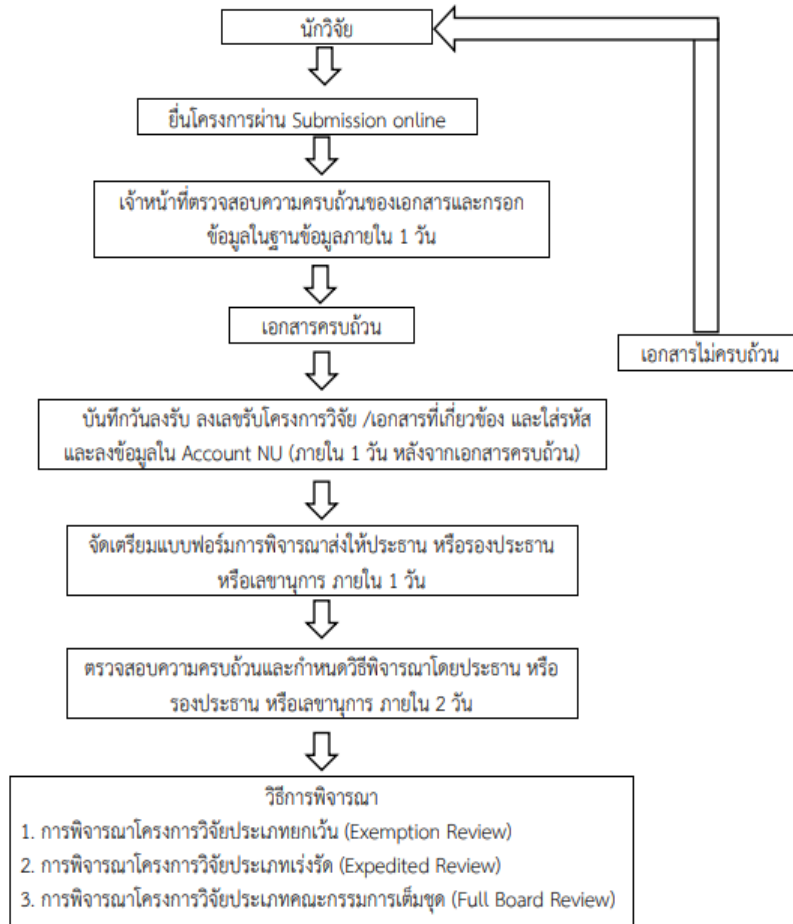 นักวิจัย
ยื่นโครงการผ่าน Submission online
เจ้าหน้าที่ตรวจสอบความครบถ้วนของเอกสารและกรอก
ข้อมูลในฐานข้อมูลภายใน 1 วัน
เอกสารครบถ้วน
เอกสารไม่ครบถ้วน
บันทึกวันลงรับ ลงเลขรับโครงการวิจัย /เอกสารที่เกี่ยวข้อง และใส่รหัส
และลงข้อมูลใน Account NU (ภายใน 1 วัน หลังจากเอกสารครบถ้วน)
จัดเตรียมแบบฟอร์มการพิจารณาส่งให้ประธาน หรือรองประธาน
หรือเลขานุการ ภายใน 1 วัน
ตรวจสอบความครบถ้วนและกำหนดวิธีพิจารณาโดยประธาน หรือ
รองประธาน หรือเลขานุการ ภายใน 2 วัน
วิธีการพิจารณา
1. การพิจารณาโครงการวิจัยประเภทยกเว้น (Exemption Review)
2. การพิจารณาโครงการวิจัยประเภทเร่งรัด (Expedited Review)
3. การพิจารณาโครงการวิจัยประเภทคณะกรรมการเต็มชุด (Full Board Review)